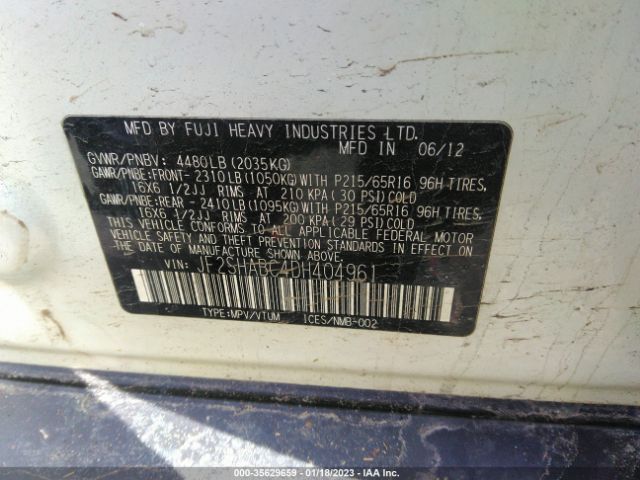 MFD BY FUJI HEAVY INDUSTRIES LTD.
MFD IN 06/12
GVWR/PNBV: 4480LB (2035KG)
GAWR/PNBE:FRONT- 2310LB (1050KG) WITH P215/65R16 96H TIRES,
16X6 1/2JJ RIMS AT 210 KPA (30 PSI) COLD
GAWR/PNBE:REAR - 2410LB (1095KG) WITH P215/65R16 96H TIRES,
16X6 1/2JJ RIMS AT 200 KPA (29 PSI) COLD
THIS VEHICLE CONFORMS TO ALL APPLICABLE FEDERAL MOTOR
VEHICLE SAFETY AND THEFT PREVENTION STANDARDS IN EFFECT ON
DATE OF MANUFACTURE SHOWN ABOVE.
VIN: JF2SHABC4DH404961
TYPE:MPV/VTUM ICES/NMB-002
000-35629659 - 01/18/2023 - IAA Inc.